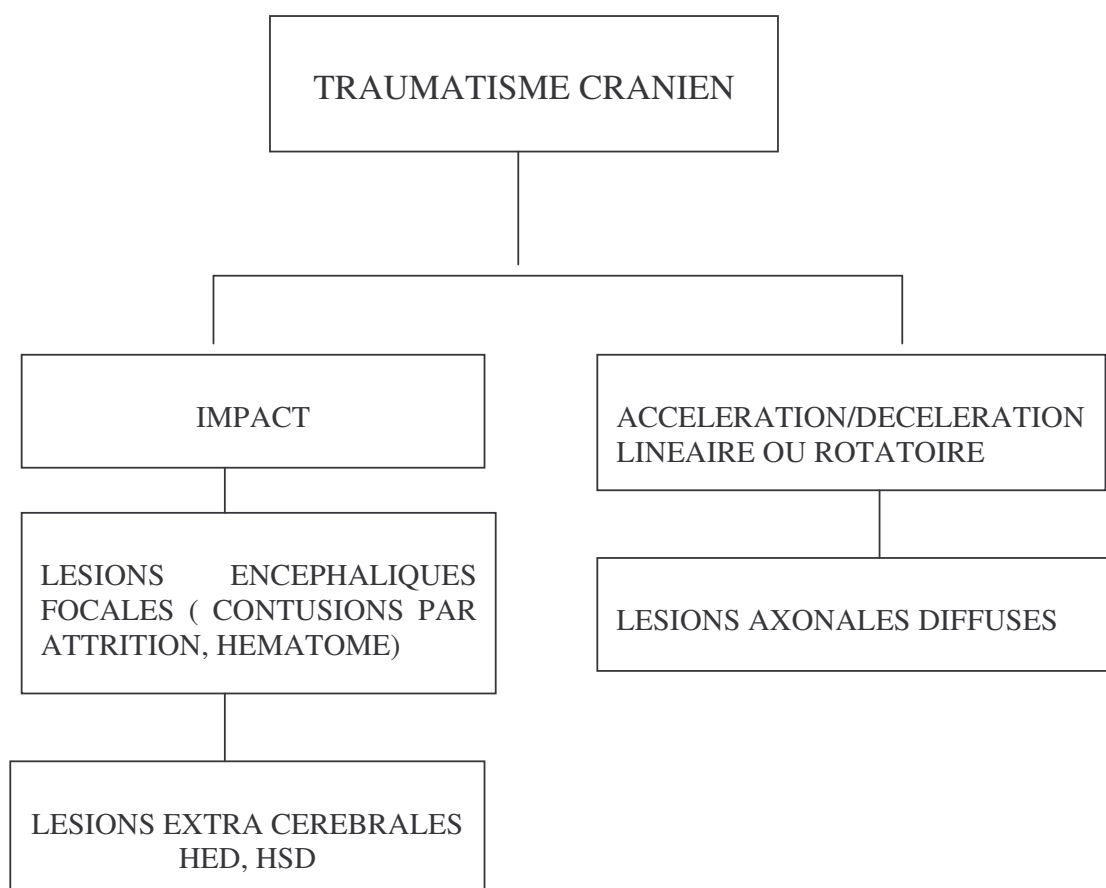 TRAUMATISME CRANIEN
IMPACT
LESIONS ENCEPHALIQUES
FOCALES ( CONTUSIONS PAR
ATTRITION, HEMATOME)
LESIONS EXTRA CEREBRALES
HED, HSD
ACCELERATION/DECELERATION
LINEAIRE OU ROTATOIRE
LESIONS AXONALES DIFFUSES